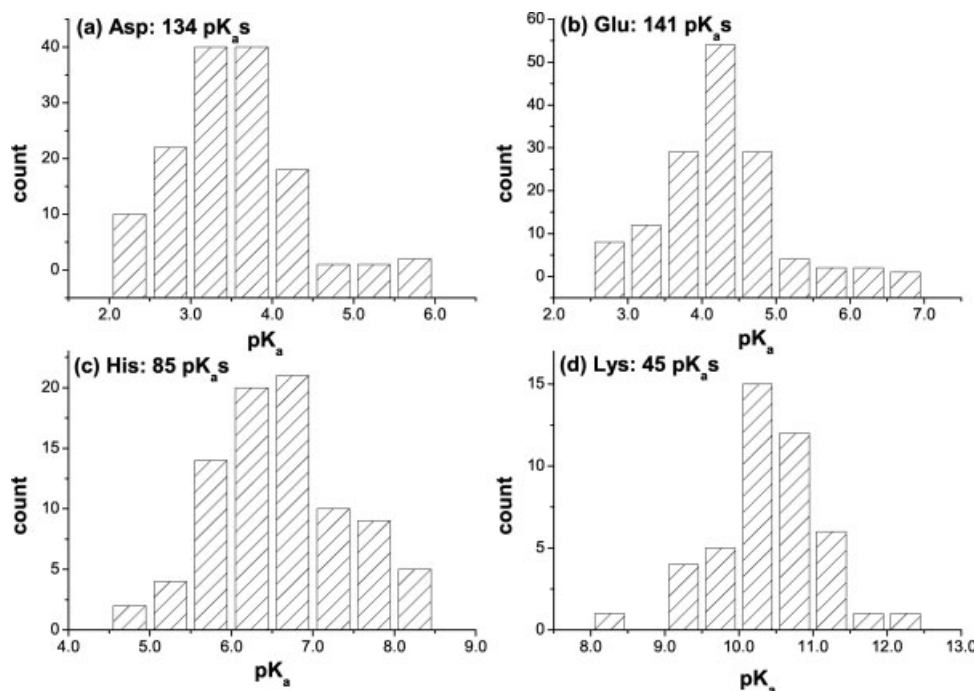 (a) Asp: 134 pKₐs
40
30
20
10
0
count
2.0 3.0 4.0 5.0 6.0
pKₐ
(b) Glu: 141 pKₐs
60
50
40
30
20
10
0
count
2.0 3.0 4.0 5.0 6.0 7.0
pKₐ
(c) His: 85 pKₐs
20
15
10
5
0
count
4.0 5.0 6.0 7.0 8.0 9.0
pKₐ
(d) Lys: 45 pKₐs
15
10
5
0
count
8.0 9.0 10.0 11.0 12.0 13.0
pKₐ